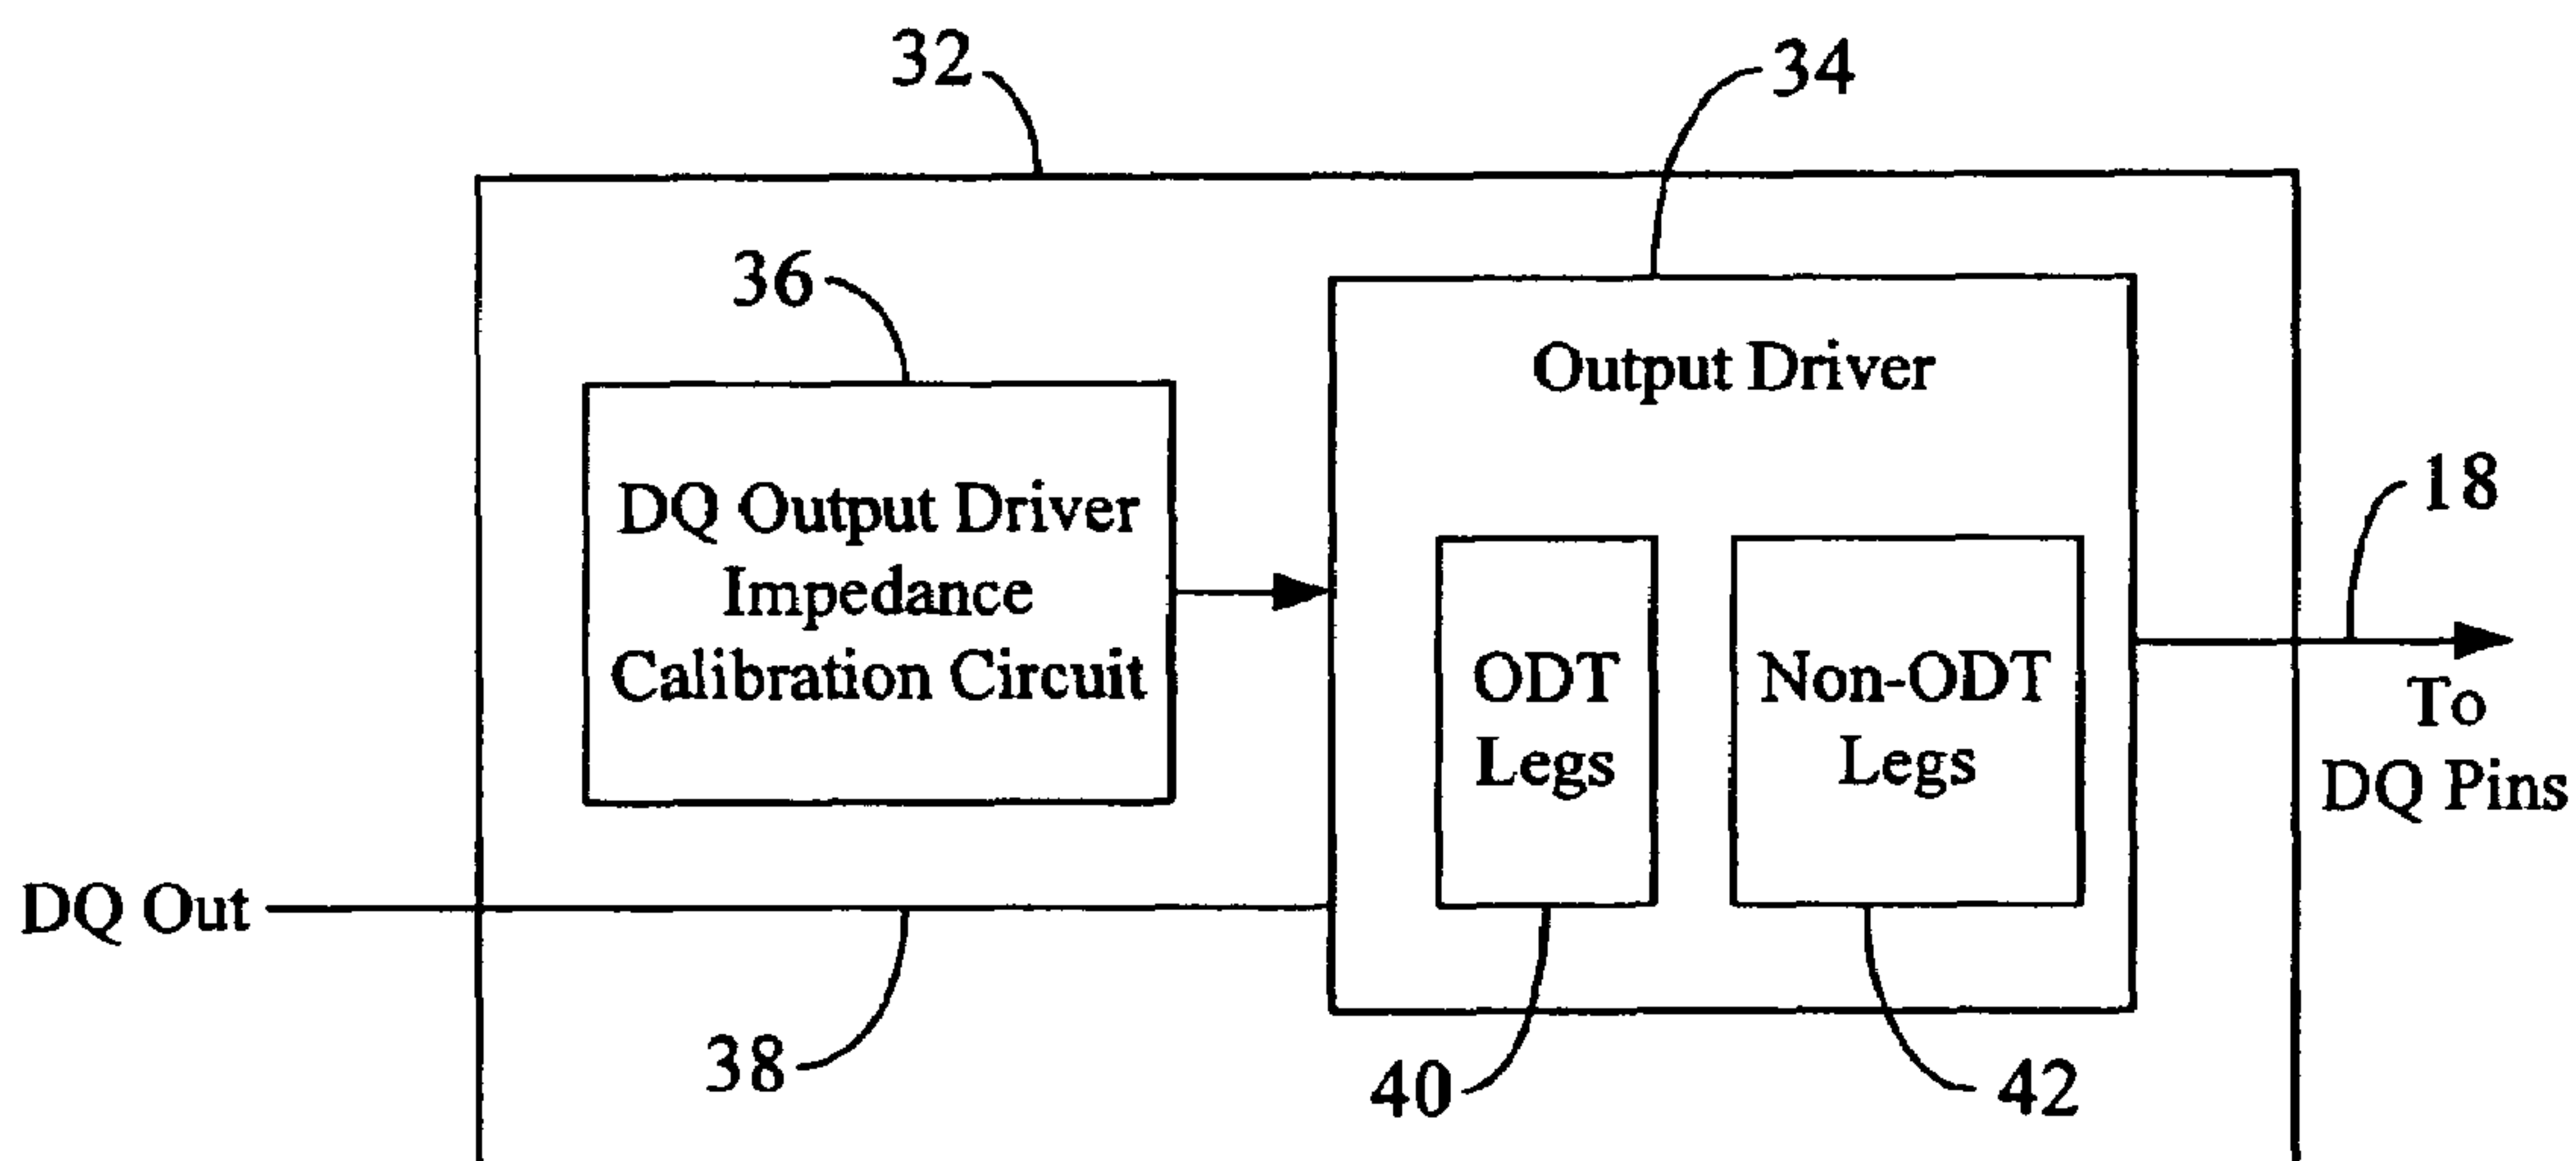 32
34
36
Output Driver
DQ Output Driver
Impedance
Calibration Circuit
18
ODT
Legs
Non-ODT
Legs
To
DQ Pins
DQ Out
38
40
42